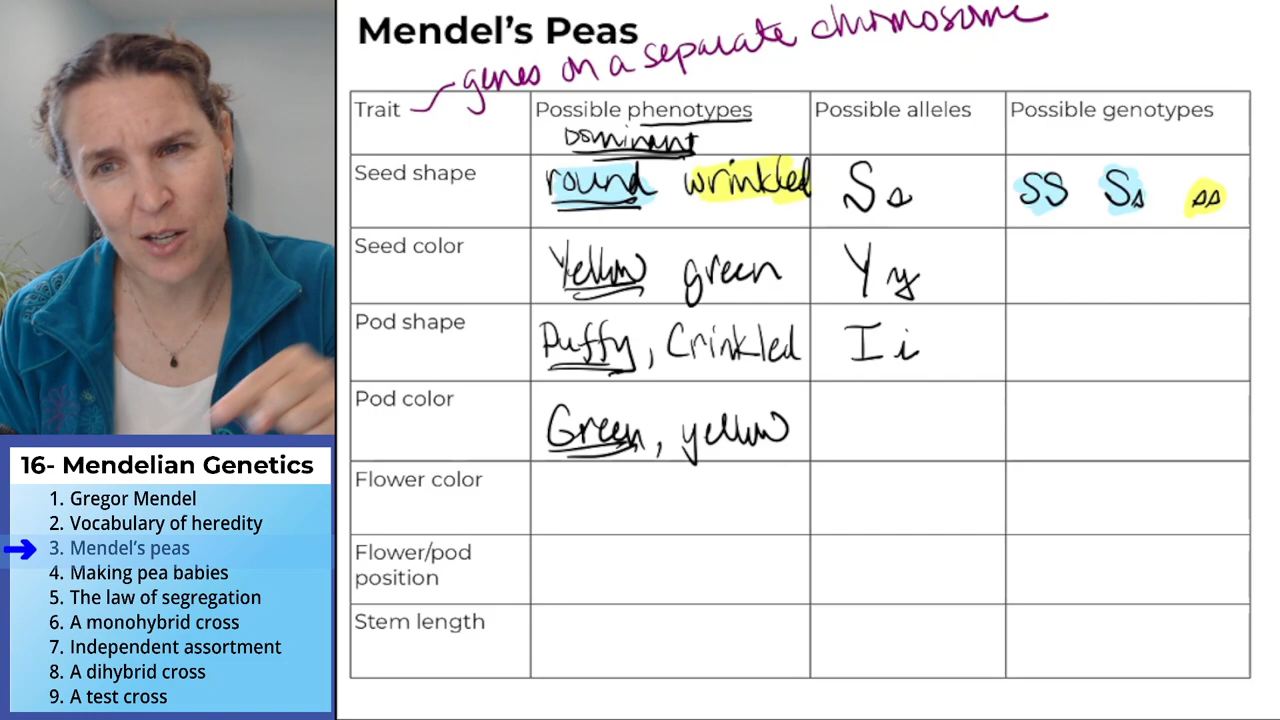 Mendel's Peas
genes on a separate chromosome
Trait Possible phenotypes Possible alleles Possible genotypes
Dominant
Seed shape round wrinkled S s SS Ss ss
Seed color Yellow green Y y
Pod shape Puffy, Crinkled I i
Pod color Green, yellow
Flower color
Flower/pod
position
Stem length
16- Mendelian Genetics
1. Gregor Mendel
2. Vocabulary of heredity
3. Mendel's peas
4. Making pea babies
5. The law of segregation
6. A monohybrid cross
7. Independent assortment
8. A dihybrid cross
9. A test cross